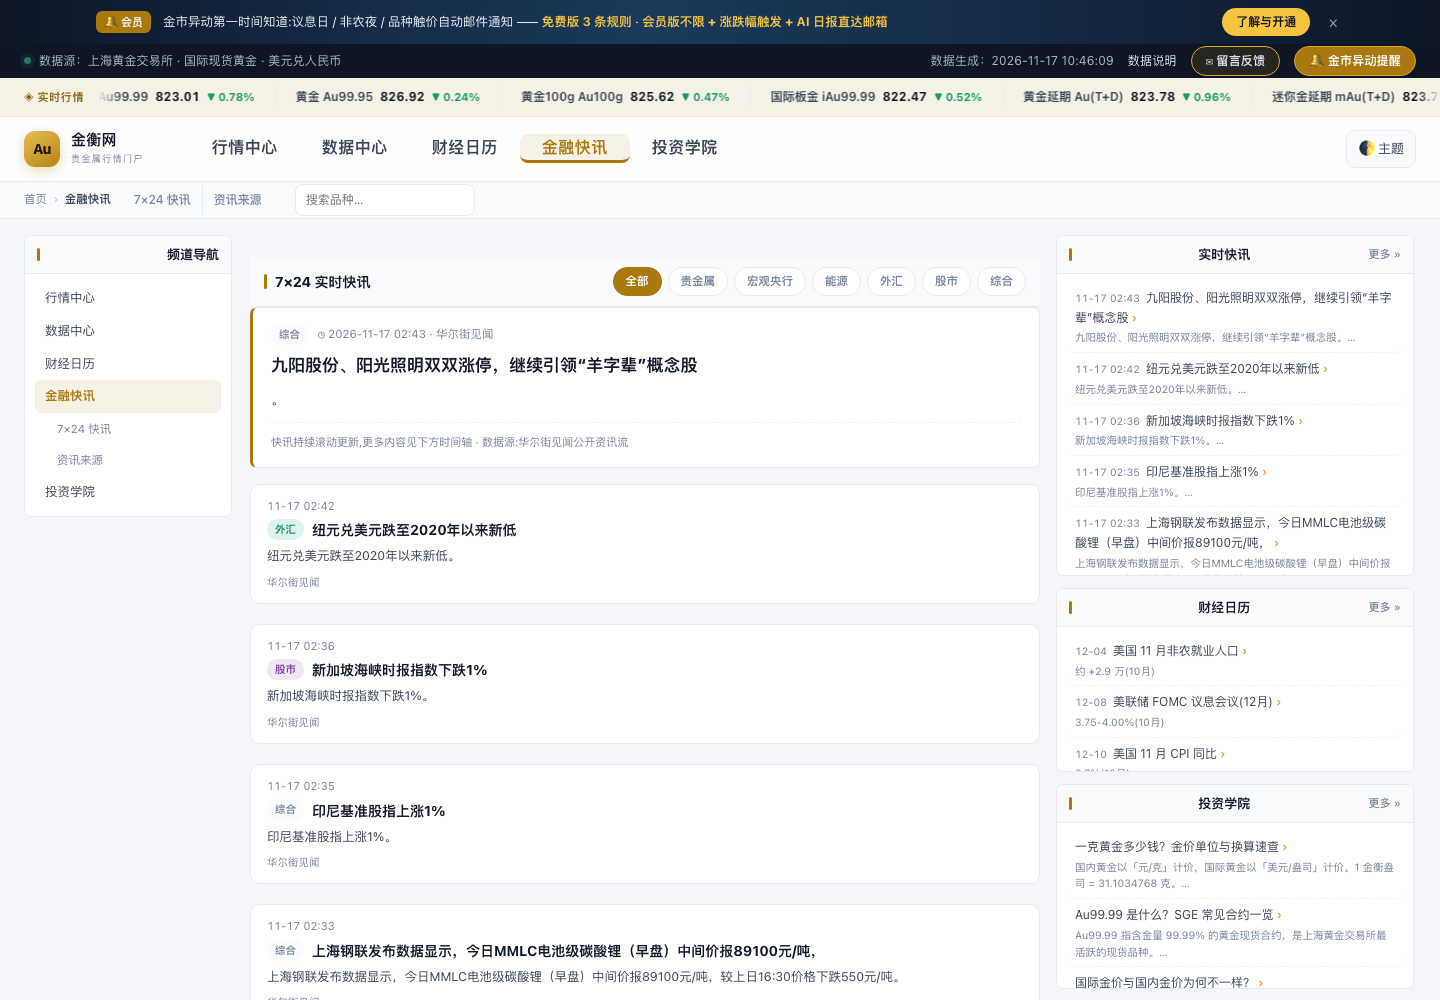 会员 金市异动第一时间知道:议息日 / 非农夜 / 品种触价自动邮件通知 —— 免费版 3 条规则 · 会员版不限 + 涨跌幅触发 + AI 日报直达邮箱 了解与开通 ×
数据源：上海黄金交易所 · 国际现货黄金 · 美元兑人民币 数据生成：2026-11-17 10:46:09 数据说明 ✉ 留言反馈 金市异动提醒
◈ 实时行情 Au99.99 823.01 ▼ 0.78% 黄金 Au99.95 826.92 ▼ 0.24% 黄金100g Au100g 825.62 ▼ 0.47% 国际板金 iAu99.99 822.47 ▼ 0.52% 黄金延期 Au(T+D) 823.78 ▼ 0.96% 迷你金延期 mAu(T+D) 823.7
Au 金衡网
贵金属行情门户
行情中心 数据中心 财经日历 金融快讯 投资学院 主题
首页 › 金融快讯 7×24 快讯 资讯来源 搜索品种...
频道导航
行情中心
数据中心
财经日历
金融快讯
7×24 快讯
资讯来源
投资学院
7×24 实时快讯 全部 贵金属 宏观央行 能源 外汇 股市 综合
综合 ◷ 2026-11-17 02:43 · 华尔街见闻
九阳股份、阳光照明双双涨停，继续引领“羊字辈”概念股
。
快讯持续滚动更新,更多内容见下方时间轴 · 数据源:华尔街见闻公开资讯流
11-17 02:42
外汇 纽元兑美元跌至2020年以来新低
纽元兑美元跌至2020年以来新低。
华尔街见闻
11-17 02:36
股市 新加坡海峡时报指数下跌1%
新加坡海峡时报指数下跌1%。
华尔街见闻
11-17 02:35
综合 印尼基准股指上涨1%
印尼基准股指上涨1%。
华尔街见闻
11-17 02:33
综合 上海钢联发布数据显示，今日MMLC电池级碳酸锂（早盘）中间价报89100元/吨，
上海钢联发布数据显示，今日MMLC电池级碳酸锂（早盘）中间价报89100元/吨，较上日16:30价格下跌550元/吨。
实时快讯 更多 »
11-17 02:43 九阳股份、阳光照明双双涨停，继续引领“羊字
辈”概念股 ›
九阳股份、阳光照明双双涨停，继续引领“羊字辈”概念股。...
11-17 02:42 纽元兑美元跌至2020年以来新低 ›
纽元兑美元跌至2020年以来新低。...
11-17 02:36 新加坡海峡时报指数下跌1% ›
新加坡海峡时报指数下跌1%。...
11-17 02:35 印尼基准股指上涨1% ›
印尼基准股指上涨1%。...
11-17 02:33 上海钢联发布数据显示，今日MMLC电池级碳
酸锂（早盘）中间价报89100元/吨， ›
上海钢联发布数据显示，今日MMLC电池级碳酸锂（早盘）中间价报
财经日历 更多 »
12-04 美国 11 月非农就业人口 ›
约 +2.9 万(10月)
12-08 美联储 FOMC 议息会议(12月) ›
3.75-4.00%(10月)
12-10 美国 11 月 CPI 同比 ›
投资学院 更多 »
一克黄金多少钱？金价单位与换算速查 ›
国内黄金以「元/克」计价，国际黄金以「美元/盎司」计价。1 金衡盎
司 = 31.1034768 克。...
Au99.99 是什么？SGE 常见合约一览 ›
Au99.99 指含金量 99.99% 的黄金现货合约，是上海黄金交易所最
活跃的现货品种。...
国际金价与国内金价为何不一样？ ›